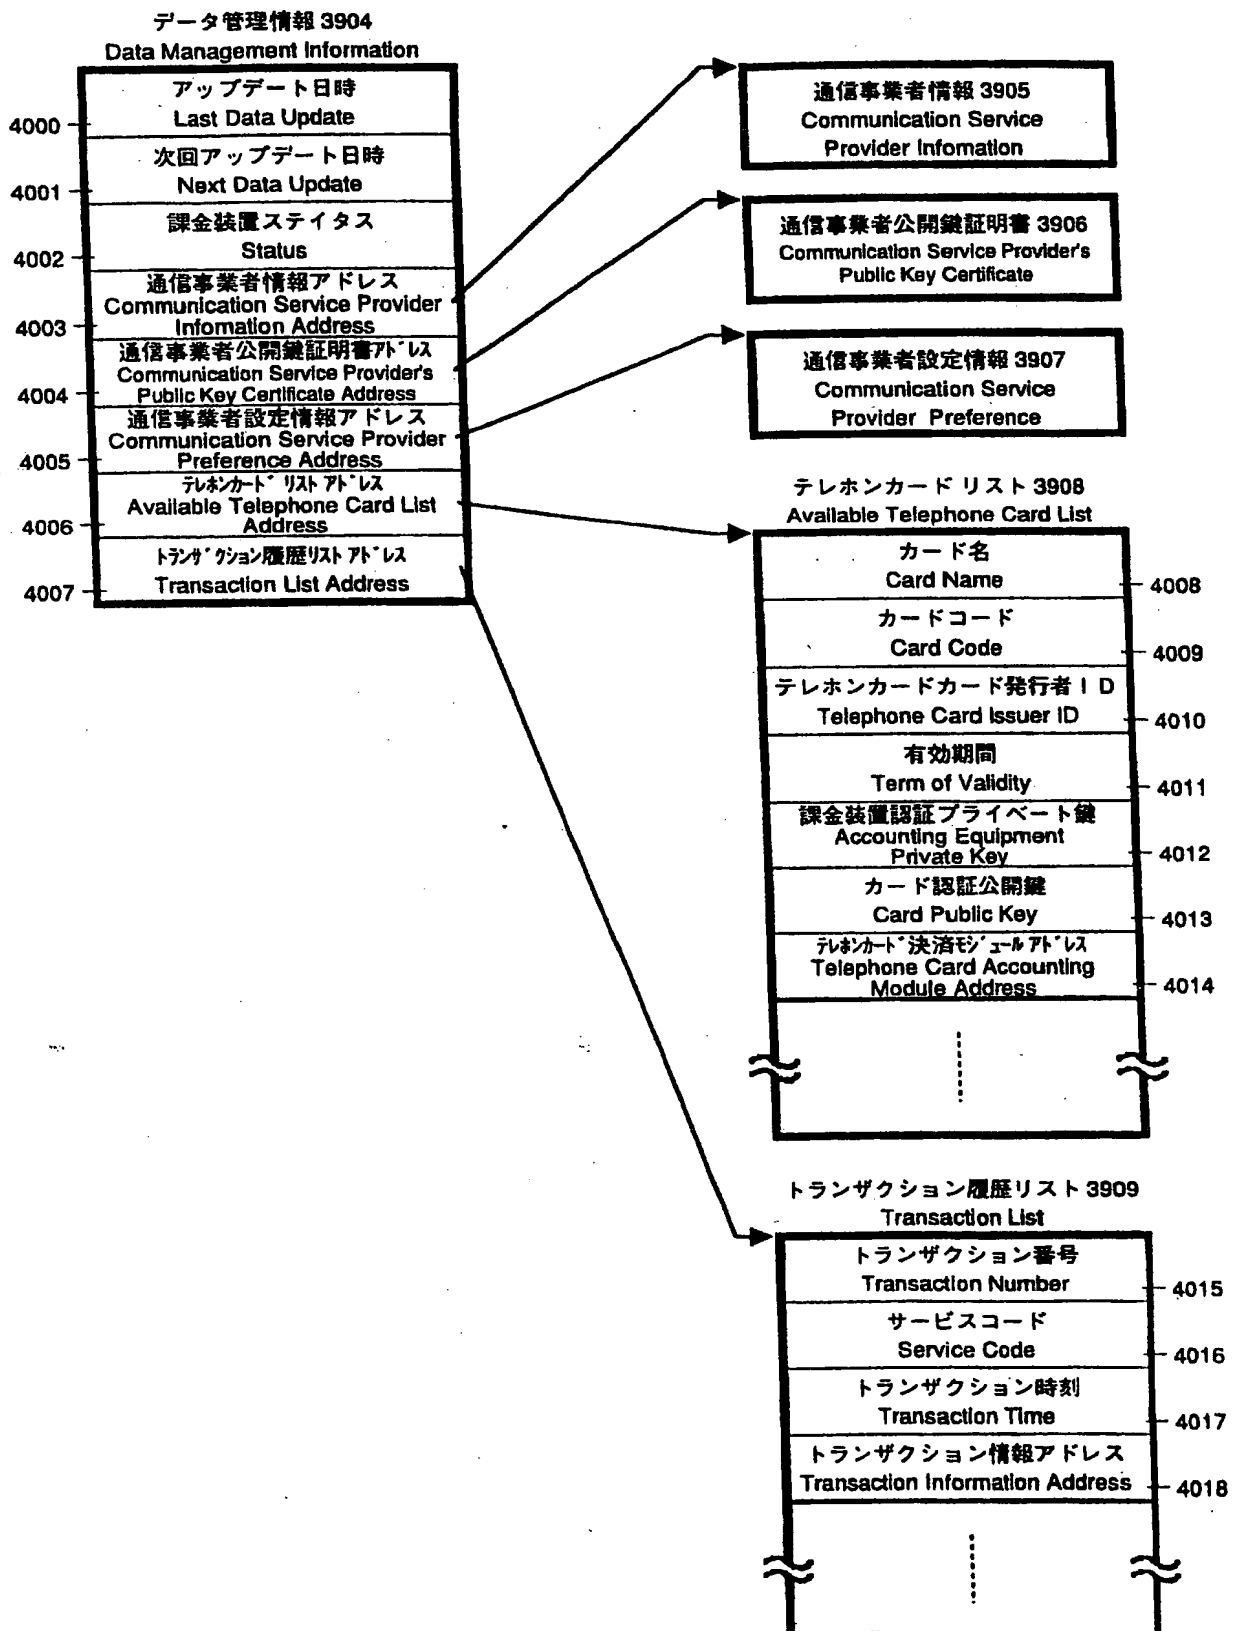 データ管理情報 3904
Data Management Information
アップデート日時
Last Data Update
4000
次回アップデート日時
Next Data Update
4001
課金装置ステイタス
Status
4002
通信事業者情報アドレス
Communication Service Provider
Infomation Address
4003
通信事業者公開鍵証明書ｱﾄﾞﾚｽ
Communication Service Provider's
Public Key Certificate Address
4004
通信事業者設定情報アドレス
Communication Service Provider
Preference Address
4005
ﾃﾚﾎﾝｶｰﾄﾞ ﾘｽﾄ ｱﾄﾞﾚｽ
Available Telephone Card List
Address
4006
ﾄﾗﾝｻﾞｸｼｮﾝ履歴ﾘｽﾄ ｱﾄﾞﾚｽ
Transaction List Address
4007
通信事業者情報 3905
Communication Service
Provider Infomation
通信事業者公開鍵証明書 3906
Communication Service Provider's
Public Key Certificate
通信事業者設定情報 3907
Communication Service
Provider Preference
テレホンカード リスト 3908
Available Telephone Card List
カード名
Card Name
4008
カードコード
Card Code
4009
テレホンカードカード発行者ＩＤ
Telephone Card Issuer ID
4010
有効期間
Term of Validity
4011
課金装置認証プライベート鍵
Accounting Equipment
Private Key
4012
カード認証公開鍵
Card Public Key
4013
ﾃﾚﾎﾝｶｰﾄﾞ決済ﾓｼﾞｭｰﾙ ｱﾄﾞﾚｽ
Telephone Card Accounting
Module Address
4014
トランザクション履歴リスト 3909
Transaction List
トランザクション番号
Transaction Number
4015
サービスコード
Service Code
4016
トランザクション時刻
Transaction Time
4017
トランザクション情報アドレス
Transaction Information Address
4018